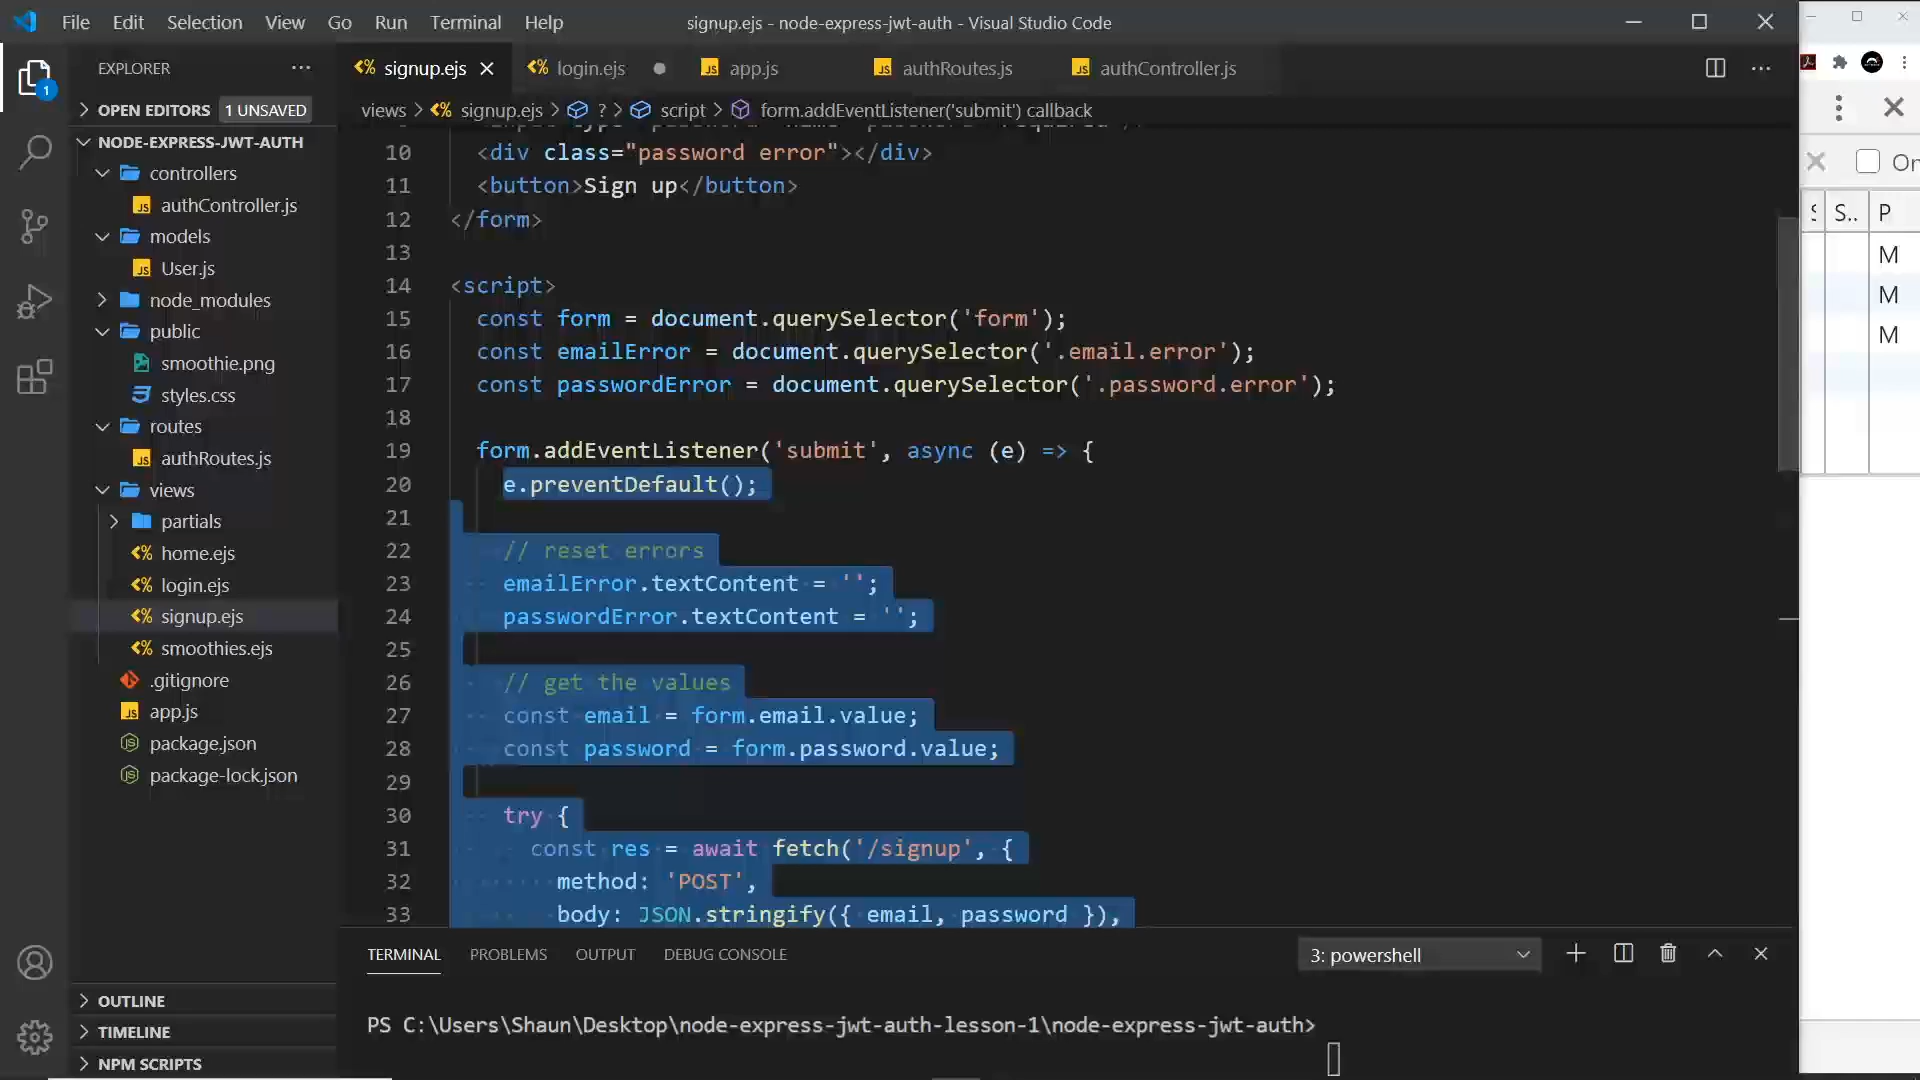 File Edit Selection View Go Run Terminal Help
signup.ejs - node-express-jwt-auth - Visual Studio Code
EXPLORER
signup.ejs
login.ejs
app.js
authRoutes.js
authController.js
OPEN EDITORS 1 UNSAVED
views > signup.ejs > ? > script > form.addEventListener('submit') callback
NODE-EXPRESS-JWT-AUTH
controllers
authController.js
models
User.js
node_modules
public
smoothie.png
styles.css
routes
authRoutes.js
views
partials
home.ejs
login.ejs
signup.ejs
smoothies.ejs
.gitignore
app.js
package.json
package-lock.json
OUTLINE
TIMELINE
NPM SCRIPTS
1
10 <div class="password error"></div>
11 <button>Sign up</button>
12 </form>
13
14 <script>
15 const form = document.querySelector('form');
16 const emailError = document.querySelector('.email.error');
17 const passwordError = document.querySelector('.password.error');
18
19 form.addEventListener('submit', async (e) => {
20 e.preventDefault();
21
22 // reset errors
23 emailError.textContent = '';
24 passwordError.textContent = '';
25
26 // get the values
27 const email = form.email.value;
28 const password = form.password.value;
29
30 try {
31 const res = await fetch('/signup', {
32 method: 'POST',
33 body: JSON.stringify({ email, password }),
TERMINAL PROBLEMS OUTPUT DEBUG CONSOLE
3: powershell
PS C:\Users\Shaun\Desktop\node-express-jwt-auth-lesson-1\node-express-jwt-auth>
S.. P
M
M
M